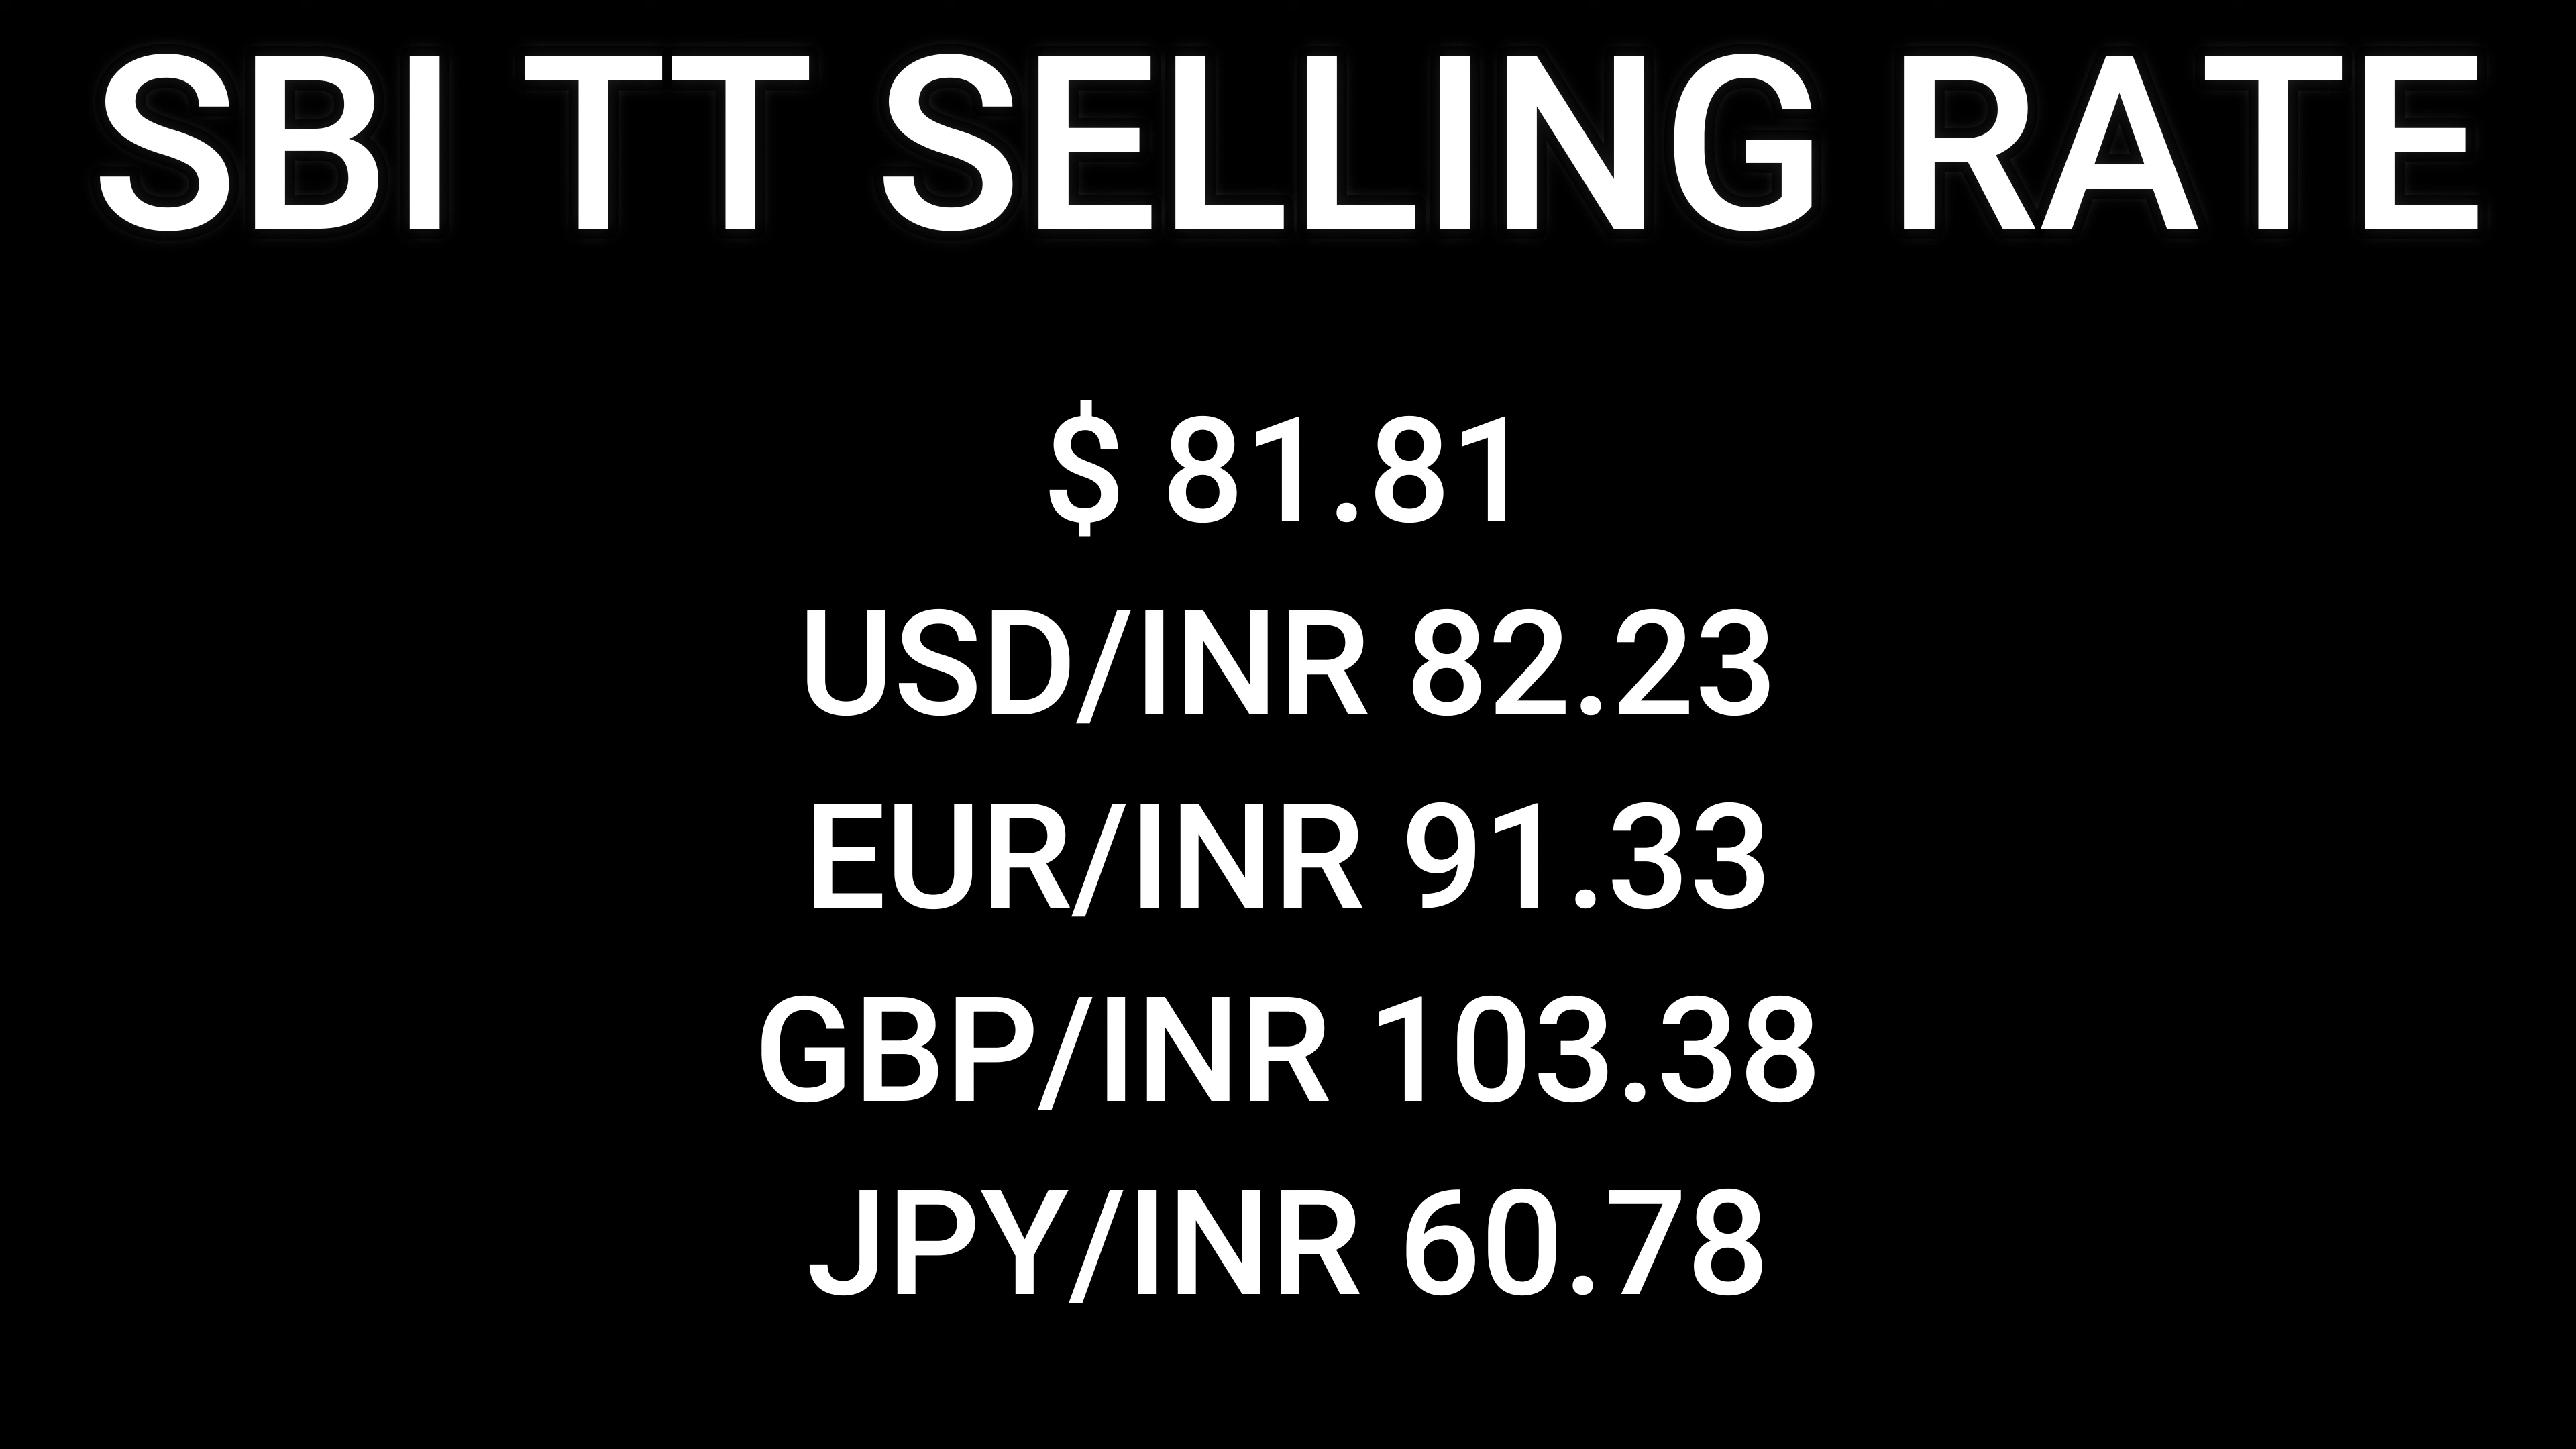 SBI TT SELLING RATE
$ 81.81
USD/INR 82.23
EUR/INR 91.33
GBP/INR 103.38
JPY/INR 60.78